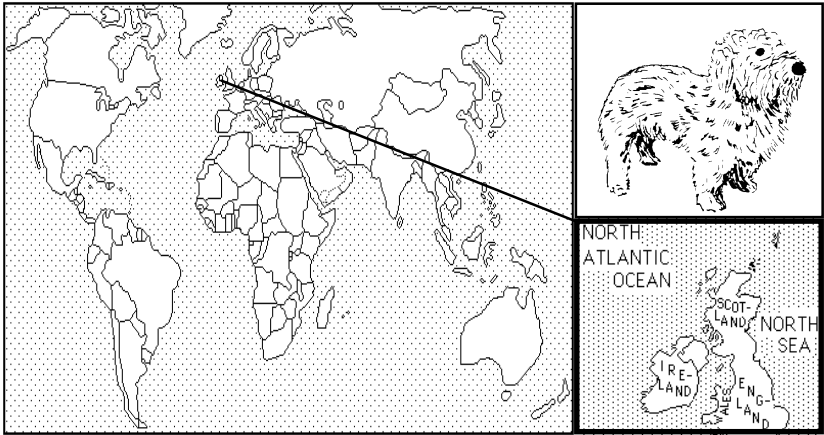 NORTH
ATLANTIC
OCEAN
SCOT-
LAND
NORTH
SEA
IRE-
LAND
WALES
ENG-
LAND